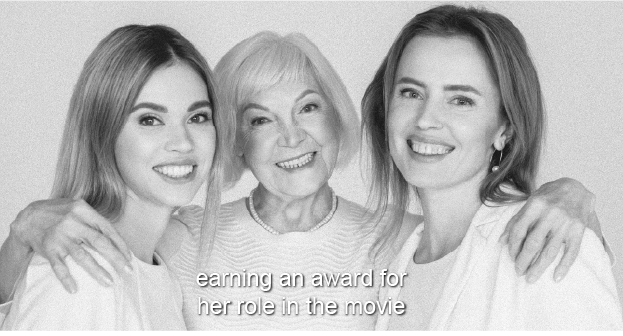 earning an award for
her role in the movie